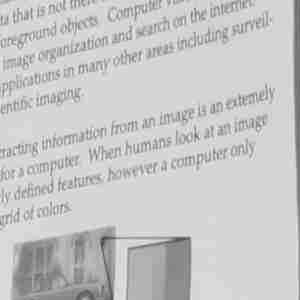 ta that is not there
foreground objects. Computer
image organization and search on the internet.
applications in many other areas including surveil-
entific imaging.
racting information from an image is an extemely
for a computer. When humans look at an image
ly defined features, however a computer only
grid of colors.